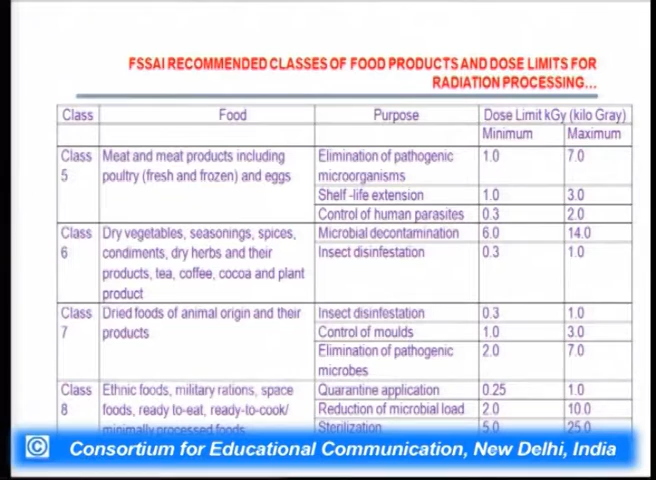 FSSAI RECOMMENDED CLASSES OF FOOD PRODUCTS AND DOSE LIMITS FOR
RADIATION PROCESSING…
Class Food Purpose Dose Limit kGy (kilo Gray)
Minimum Maximum
Class Meat and meat products including Elimination of pathogenic 1.0 7.0
5 poultry (fresh and frozen) and eggs microorganisms
Shelf -life extension 1.0 3.0
Control of human parasites 0.3 2.0
Class Dry vegetables, seasonings, spices, Microbial decontamination 6.0 14.0
6 condiments, dry herbs and their Insect disinfestation 0.3 1.0
products, tea, coffee, cocoa and plant
product
Class Dried foods of animal origin and their Insect disinfestation 0.3 1.0
7 products Control of moulds 1.0 3.0
Elimination of pathogenic 2.0 7.0
microbes
Class Ethnic foods, military rations, space Quarantine application 0.25 1.0
8 foods, ready to-eat, ready-to-cook/ Reduction of microbial load 2.0 10.0
minimally processed foods Sterilization 5.0 25.0
© Consortium for Educational Communication, New Delhi, India